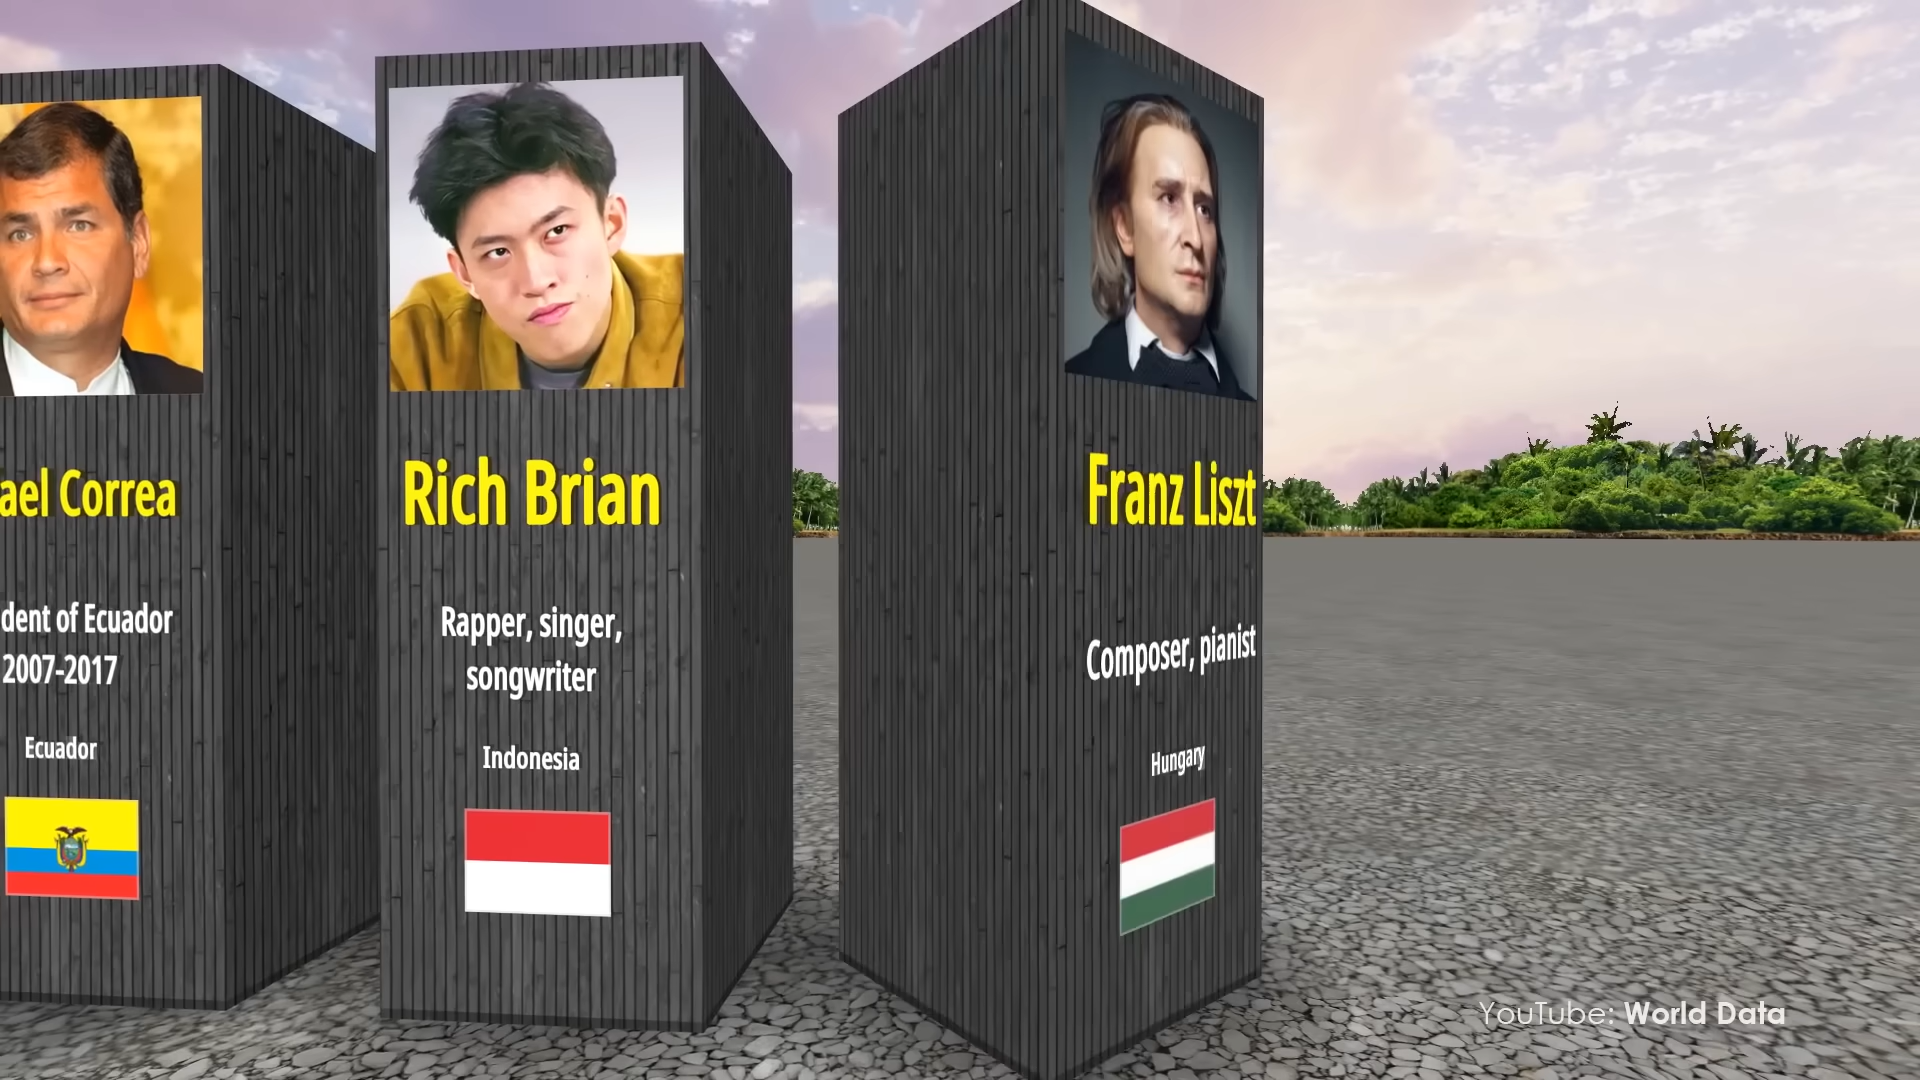 ael Correa
dent of Ecuador
2007-2017
Ecuador
Rich Brian
Rapper, singer,
songwriter
Indonesia
Franz Liszt
Composer, pianist
Hungary
YouTube: World Data